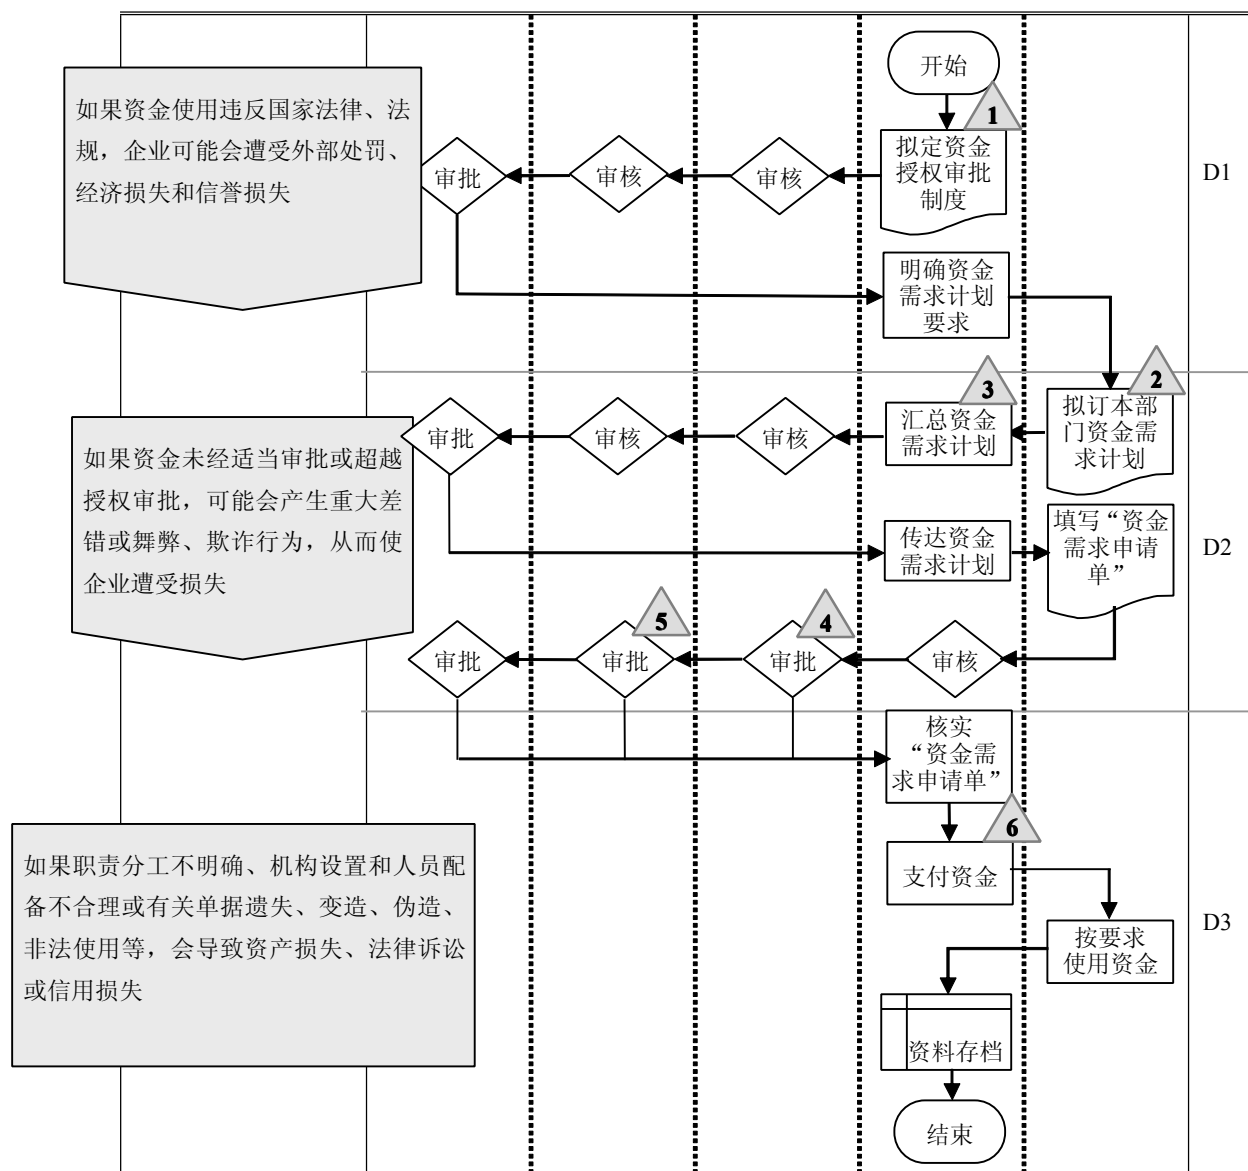 开始
1
如果资金使用违反国家法律、法
规，企业可能会遭受外部处罚、
经济损失和信誉损失
审批
审核
审核
拟定资金
授权审批
制度
D1
明确资金
需求计划
要求
2
3
拟订本部
门资金需
求计划
汇总资金
需求计划
审核
审核
审批
如果资金未经适当审批或超越
授权审批，可能会产生重大差
错或舞弊、欺诈行为，从而使
企业遭受损失
传达资金
需求计划
填写“资金
需求申请
单”
D2
5
4
审批
审批
审批
审核
核实
“资金需
求申请单”
6
支付资金
如果职责分工不明确、机构设置和人员配
备不合理或有关单据遗失、变造、伪造、
非法使用等，会导致资产损失、法律诉讼
或信用损失
按要求
使用资金
D3
资料存档
结束